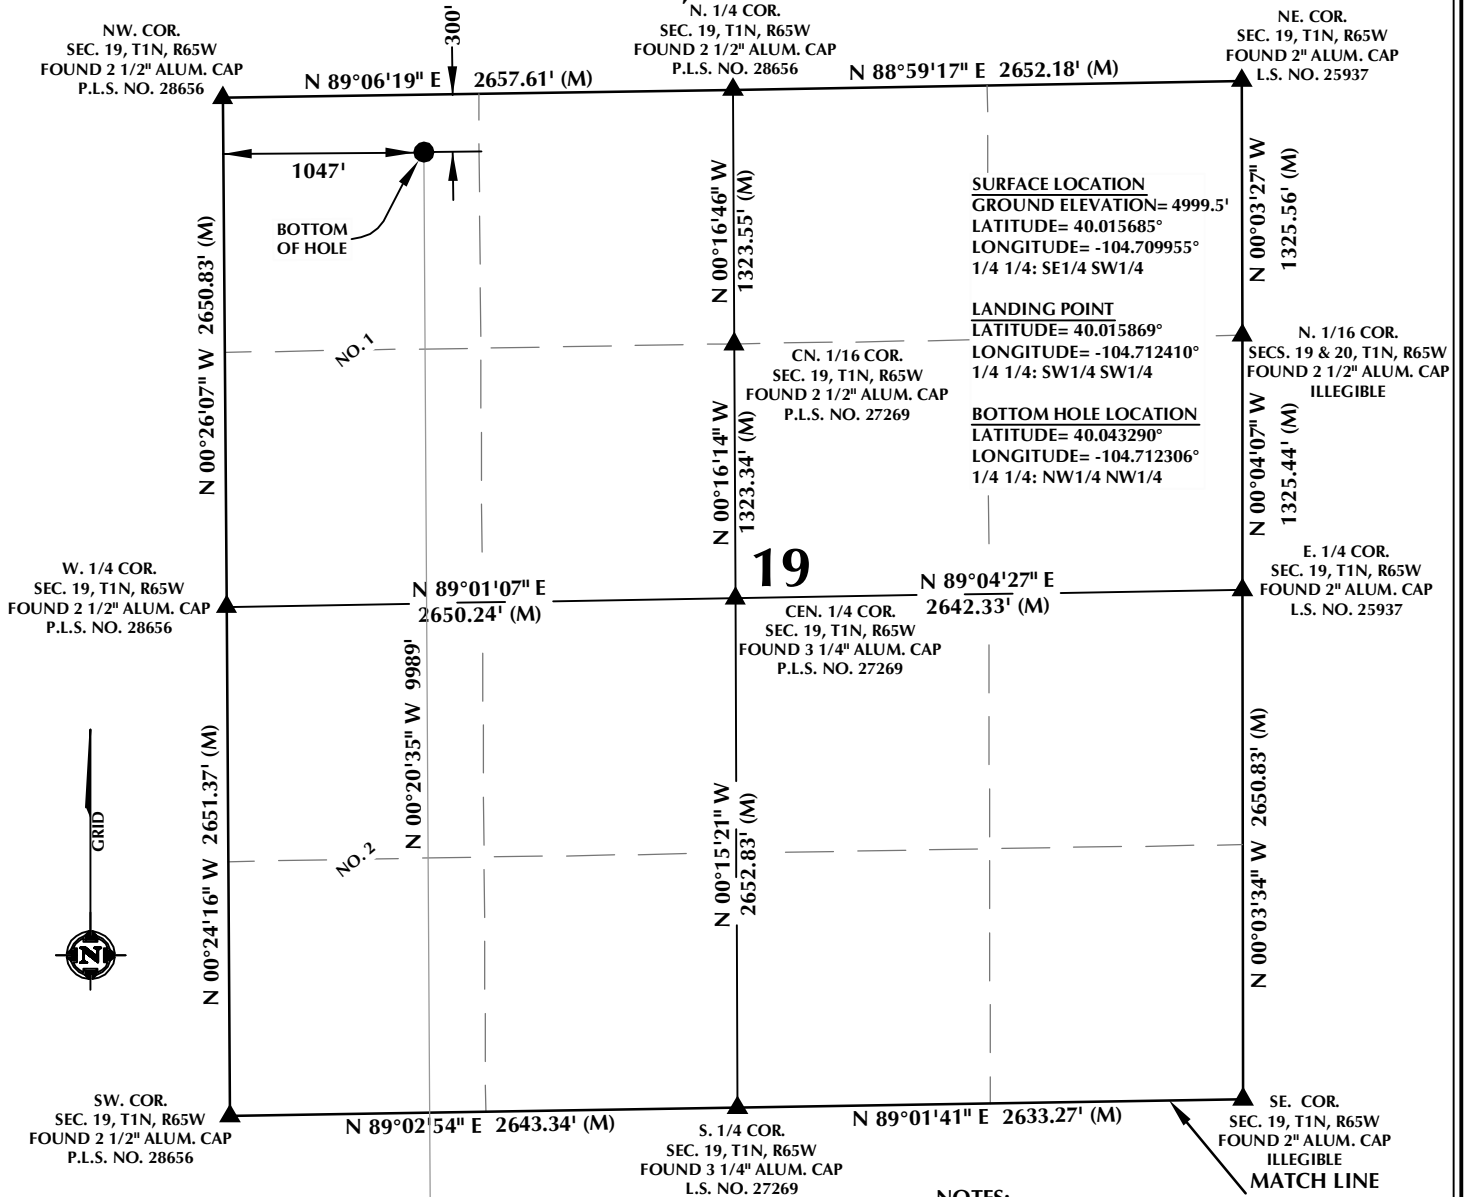 NW. COR.
SEC. 19, T1N, R65W
FOUND 2 1/2" ALUM. CAP
P.L.S. NO. 28656
300'
N. 1/4 COR.
SEC. 19, T1N, R65W
FOUND 2 1/2" ALUM. CAP
P.L.S. NO. 28656
NE. COR.
SEC. 19, T1N, R65W
FOUND 2" ALUM. CAP
L.S. NO. 25937
N 89°06'19" E 2657.61' (M)
N 88°59'17" E 2652.18' (M)
1047'
BOTTOM
OF HOLE
N 00°26'07" W 2650.83' (M)
N 00°16'46" W
1323.55' (M)
SURFACE LOCATION
GROUND ELEVATION= 4999.5'
LATITUDE= 40.015685°
LONGITUDE= -104.709955°
1/4 1/4: SE1/4 SW1/4
LANDING POINT
LATITUDE= 40.015869°
LONGITUDE= -104.712410°
1/4 1/4: SW1/4 SW1/4
BOTTOM HOLE LOCATION
LATITUDE= 40.043290°
LONGITUDE= -104.712306°
1/4 1/4: NW1/4 NW1/4
N 00°03'27" W
1325.56' (M)
NO. 1
CN. 1/16 COR.
SEC. 19, T1N, R65W
FOUND 2 1/2" ALUM. CAP
P.L.S. NO. 27269
N. 1/16 COR.
SECS. 19 & 20, T1N, R65W
FOUND 2 1/2" ALUM. CAP
ILLEGIBLE
N 00°16'14" W
1323.34' (M)
N 00°04'07" W
1325.44' (M)
W. 1/4 COR.
SEC. 19, T1N, R65W
FOUND 2 1/2" ALUM. CAP
P.L.S. NO. 28656
N 89°01'07" E
2650.24' (M)
19
N 89°04'27" E
2642.33' (M)
E. 1/4 COR.
SEC. 19, T1N, R65W
FOUND 2" ALUM. CAP
L.S. NO. 25937
CEN. 1/4 COR.
SEC. 19, T1N, R65W
FOUND 3 1/4" ALUM. CAP
P.L.S. NO. 27269
N 00°20'35" W 9989'
N 00°24'16" W 2651.37' (M)
GRID
N
NO. 2
N 00°15'21" W
2652.83' (M)
N 00°03'34" W 2650.83' (M)
SW. COR.
SEC. 19, T1N, R65W
FOUND 2 1/2" ALUM. CAP
P.L.S. NO. 28656
N 89°02'54" E 2643.34' (M)
S. 1/4 COR.
SEC. 19, T1N, R65W
FOUND 3 1/4" ALUM. CAP
L.S. NO. 27269
N 89°01'41" E 2633.27' (M)
SE. COR.
SEC. 19, T1N, R65W
FOUND 2" ALUM. CAP
ILLEGIBLE
MATCH LINE
NOTES: